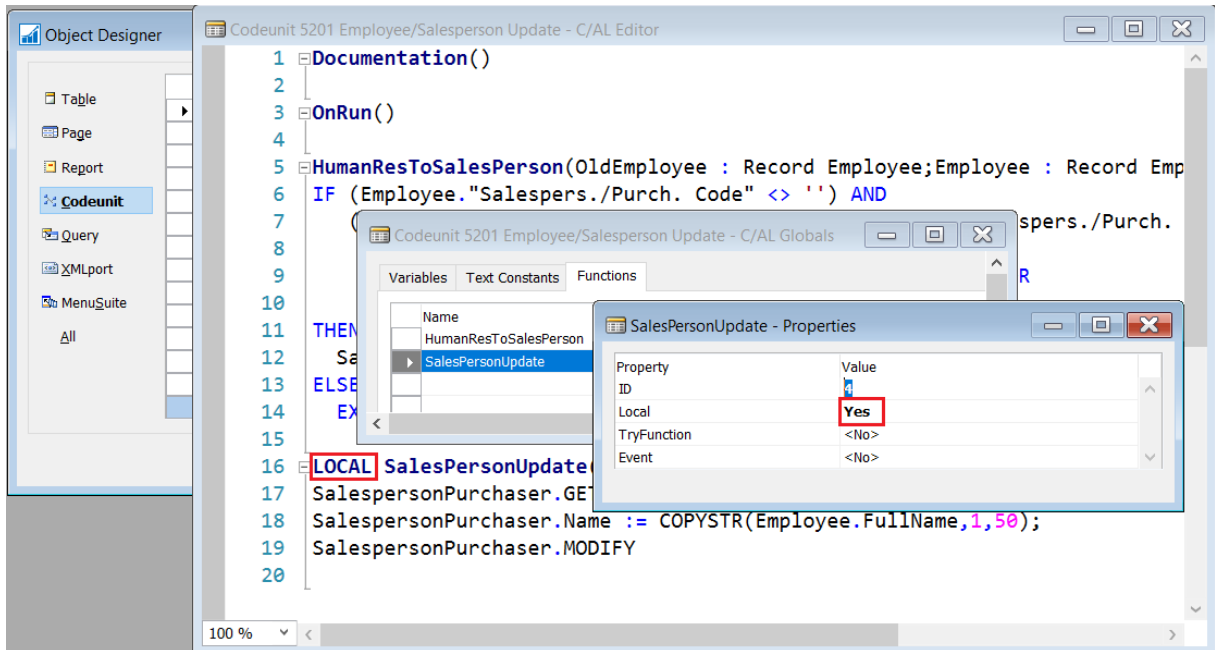 Object Designer
Table
Page
Report
Codeunit
Query
XMLport
MenuSuite
All
Codeunit 5201 Employee/Salesperson Update - C/AL Editor
1 Documentation()
2
3 OnRun()
4
5 HumanResToSalesPerson(OldEmployee : Record Employee;Employee : Record Emp
6 IF (Employee."Salespers./Purch. Code" <> '') AND
7 ( spers./Purch.
8
9 R
10
11 THEN
12 Sa
13 ELSE
14 EX
15
16 LOCAL SalesPersonUpdate(
17 SalespersonPurchaser.GET
18 SalespersonPurchaser.Name := COPYSTR(Employee.FullName,1,50);
19 SalespersonPurchaser.MODIFY
20
100 %
Codeunit 5201 Employee/Salesperson Update - C/AL Globals
Variables Text Constants Functions
Name
HumanResToSalesPerson
SalesPersonUpdate
SalesPersonUpdate - Properties
Property Value
ID 4
Local Yes
TryFunction <No>
Event <No>